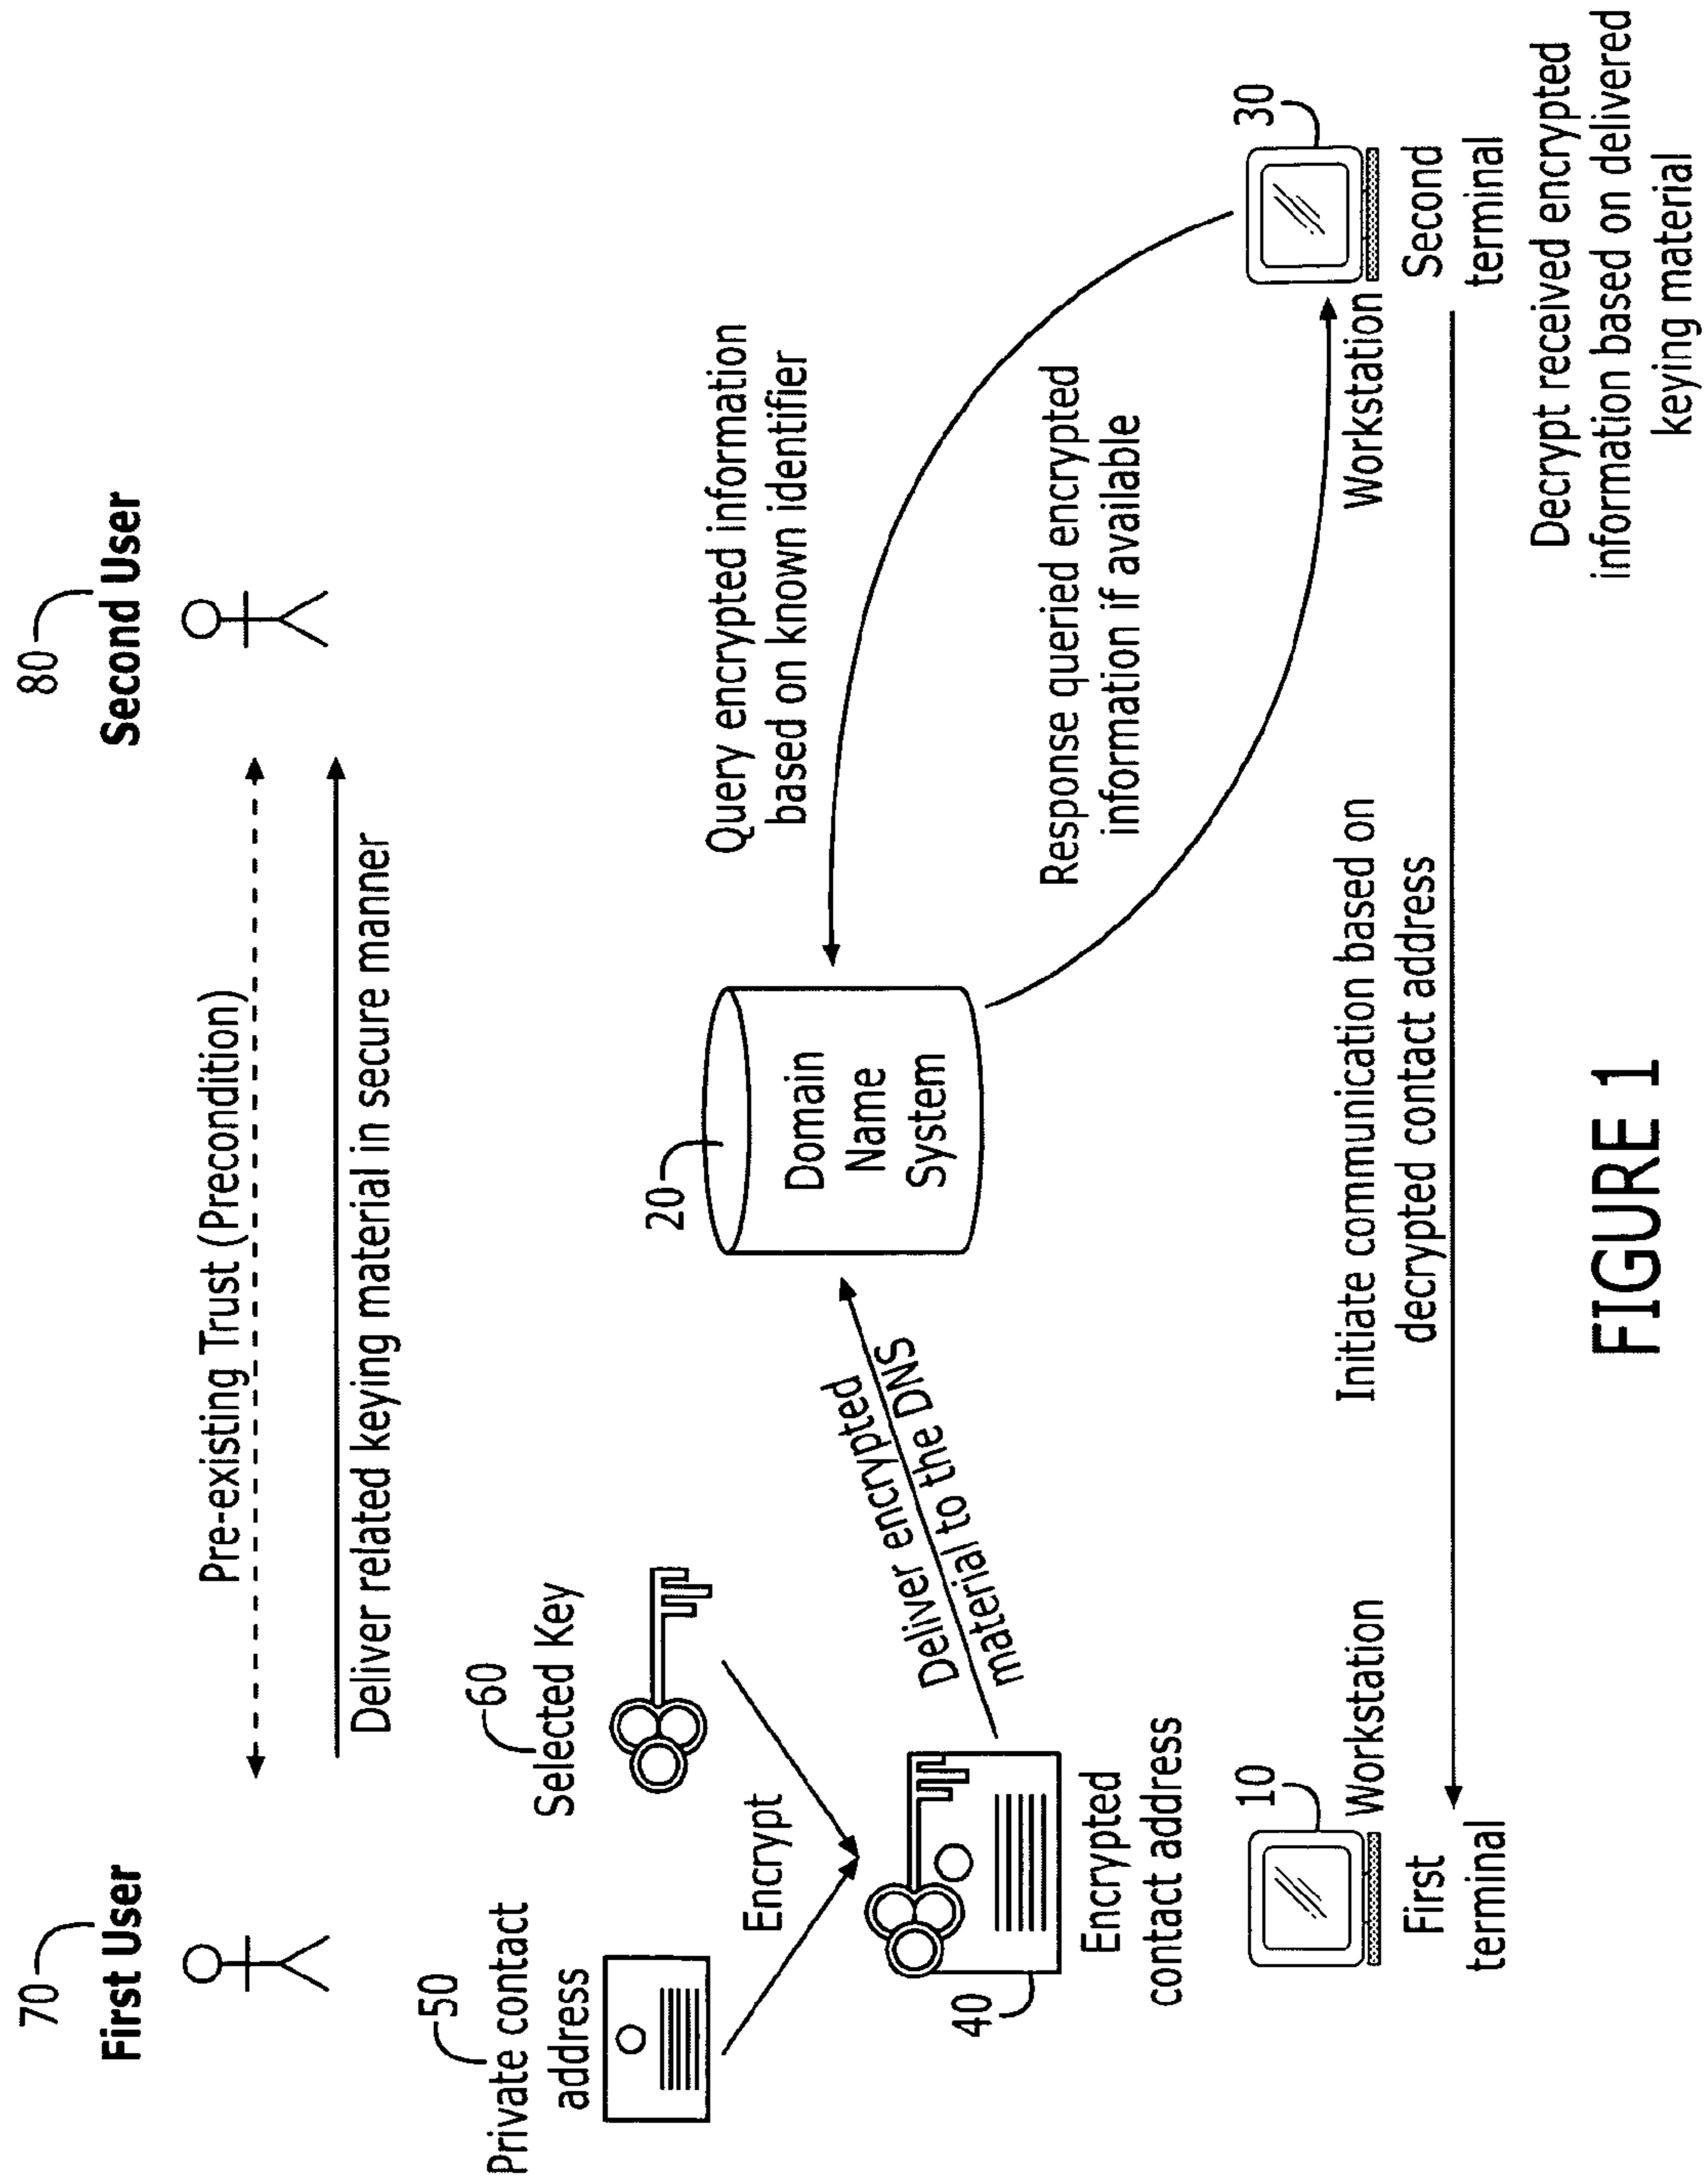 70
First User
80
Second User
Pre-existing Trust (Precondition)
Deliver related keying material in secure manner
50
Private contact
address
60
Selected Key
Encrypt
40
Encrypted
contact address
Deliver encrypted
material to the DNS
20
Domain
Name
System
Query encrypted information
based on known identifier
Response queried encrypted
information if available
10
Workstation
First
terminal
30
Workstation
Second
terminal
Initiate communication based on
decrypted contact address
Decrypt received encrypted
information based on delivered
keying material
FIGURE 1